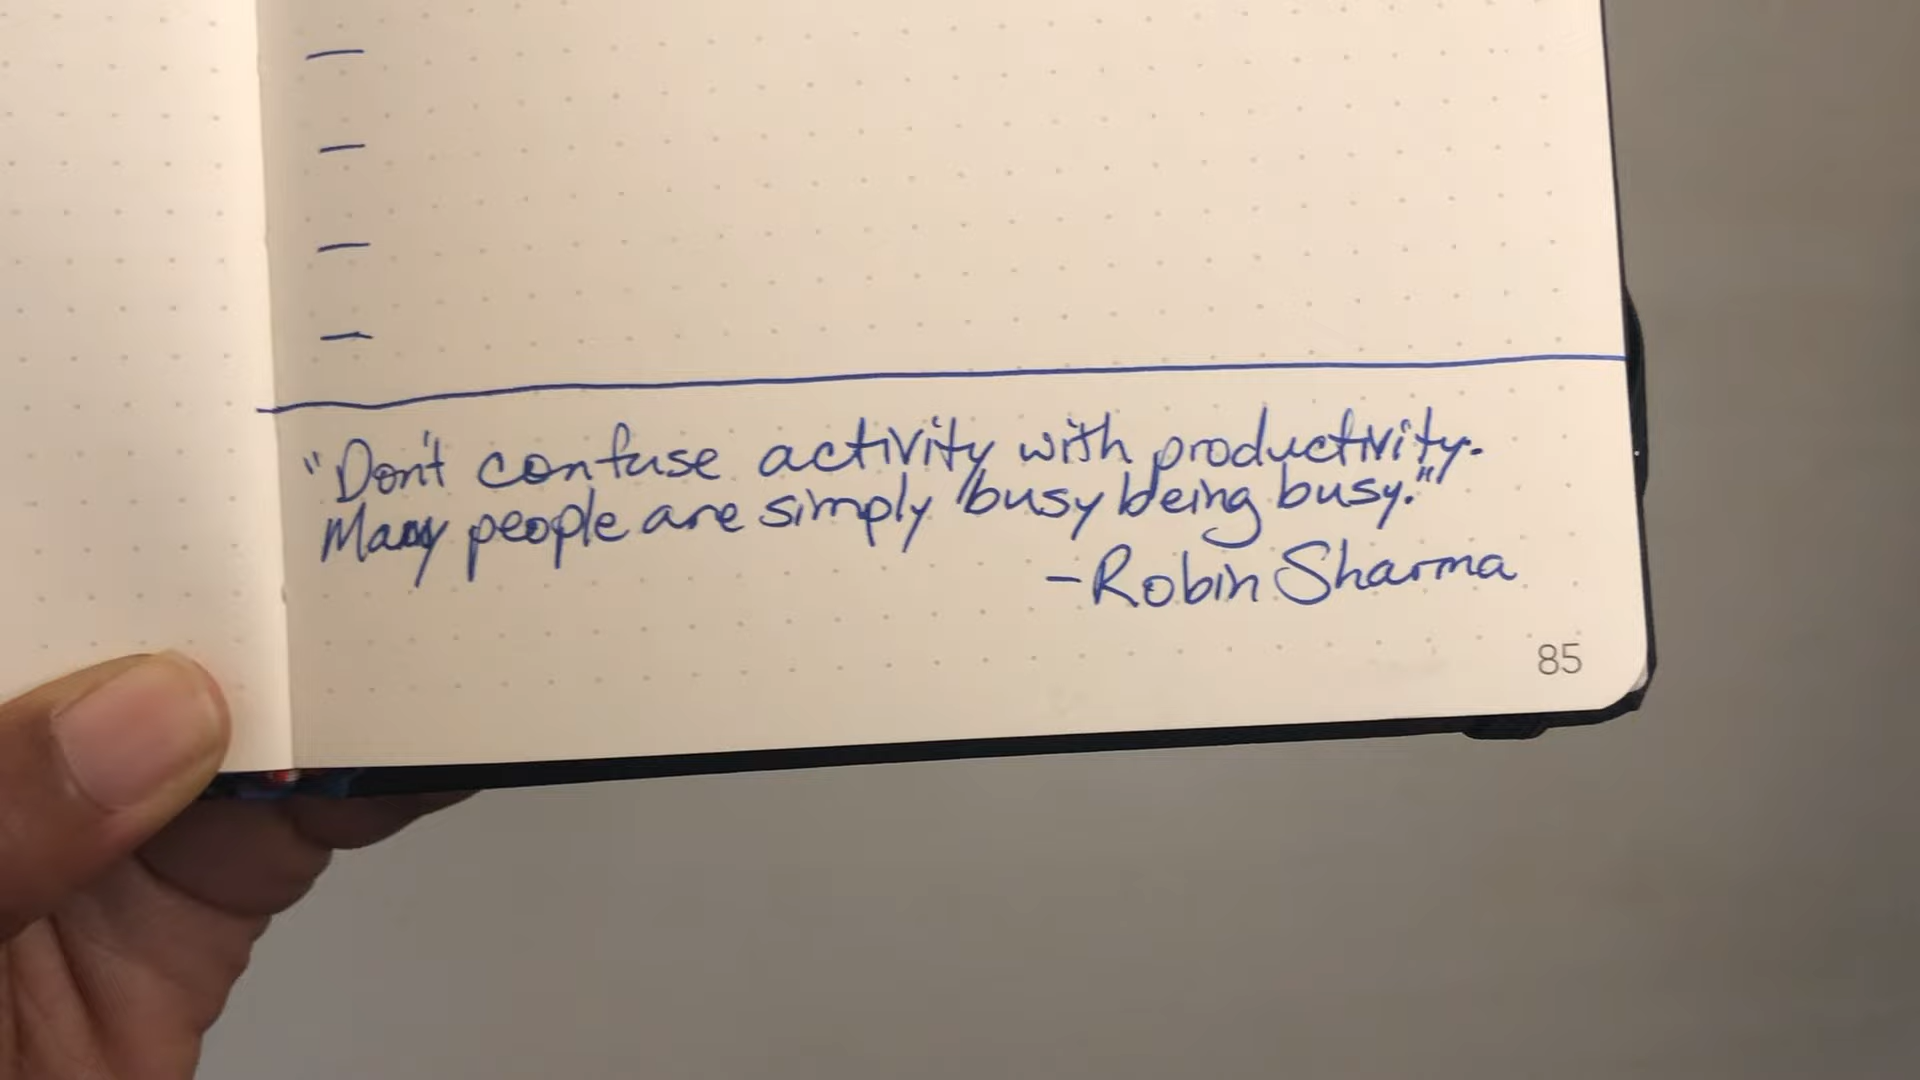 "Don't confuse activity with productivity.
Many people are simply "busy being busy.""
-Robin Sharma
85